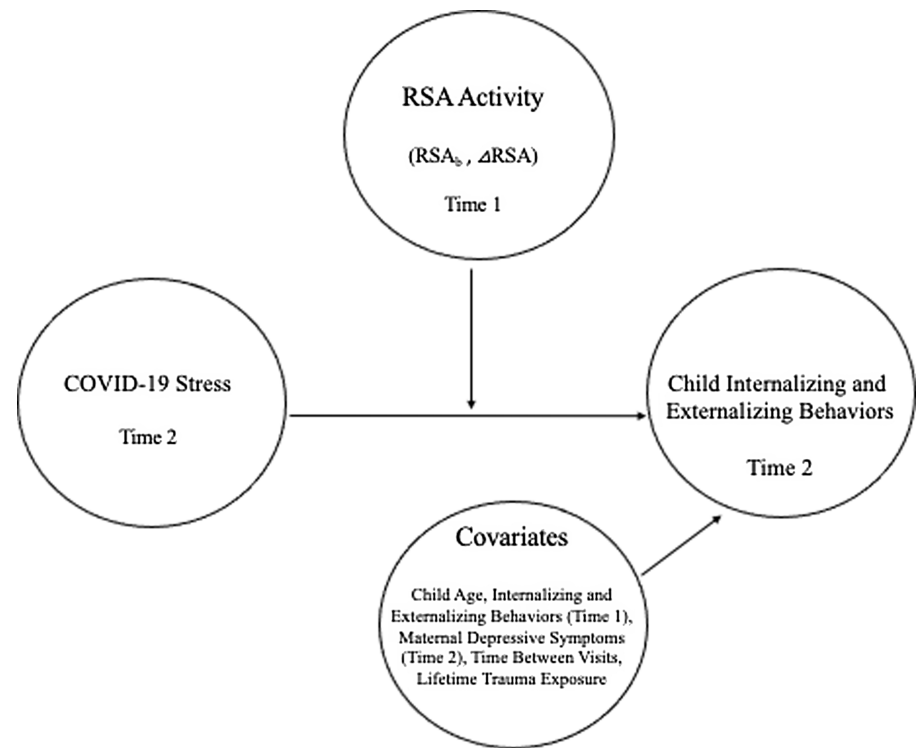 RSA Activity
(RSAb , ΔRSA)
Time 1
COVID-19 Stress
Time 2
Child Internalizing and
Externalizing Behaviors
Time 2
Covariates
Child Age, Internalizing and
Externalizing Behaviors (Time 1),
Maternal Depressive Symptoms
(Time 2), Time Between Visits,
Lifetime Trauma Exposure